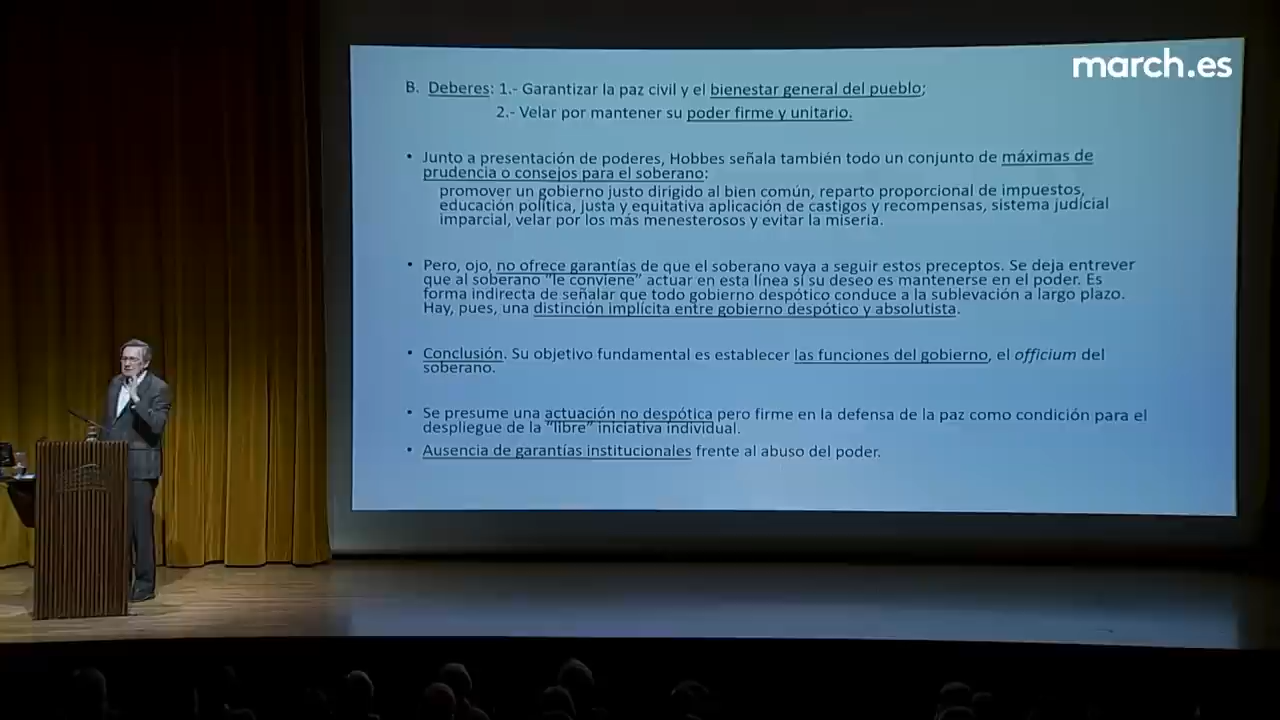 march.es
B. Deberes: 1.- Garantizar la paz civil y el bienestar general del pueblo;
2.- Velar por mantener su poder firme y unitario.
• Junto a presentación de poderes, Hobbes señala también todo un conjunto de máximas de
prudencia o consejos para el soberano:
promover un gobierno justo dirigido al bien común, reparto proporcional de impuestos,
educación política, justa y equitativa aplicación de castigos y recompensas, sistema judicial
imparcial, velar por los más menesterosos y evitar la miseria.
• Pero, ojo, no ofrece garantías de que el soberano vaya a seguir estos preceptos. Se deja entrever
que al soberano "le conviene" actuar en esta línea si su deseo es mantenerse en el poder. Es
forma indirecta de señalar que todo gobierno despótico conduce a la sublevación a largo plazo.
Hay, pues, una distinción implícita entre gobierno despótico y absolutista.
• Conclusión. Su objetivo fundamental es establecer las funciones del gobierno, el officium del
soberano.
• Se presume una actuación no despótica pero firme en la defensa de la paz como condición para el
despliegue de la "libre" iniciativa individual.
• Ausencia de garantías institucionales frente al abuso del poder.